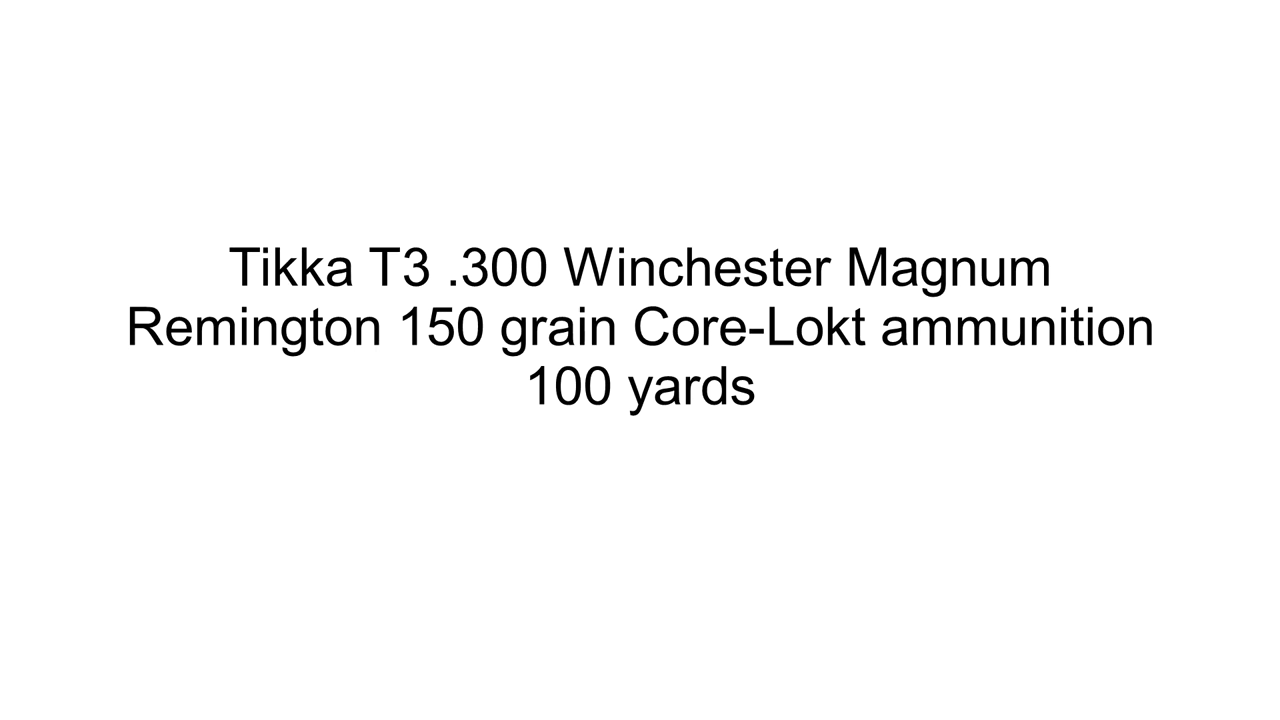 Tikka T3 .300 Winchester Magnum
Remington 150 grain Core-Lokt ammunition
100 yards